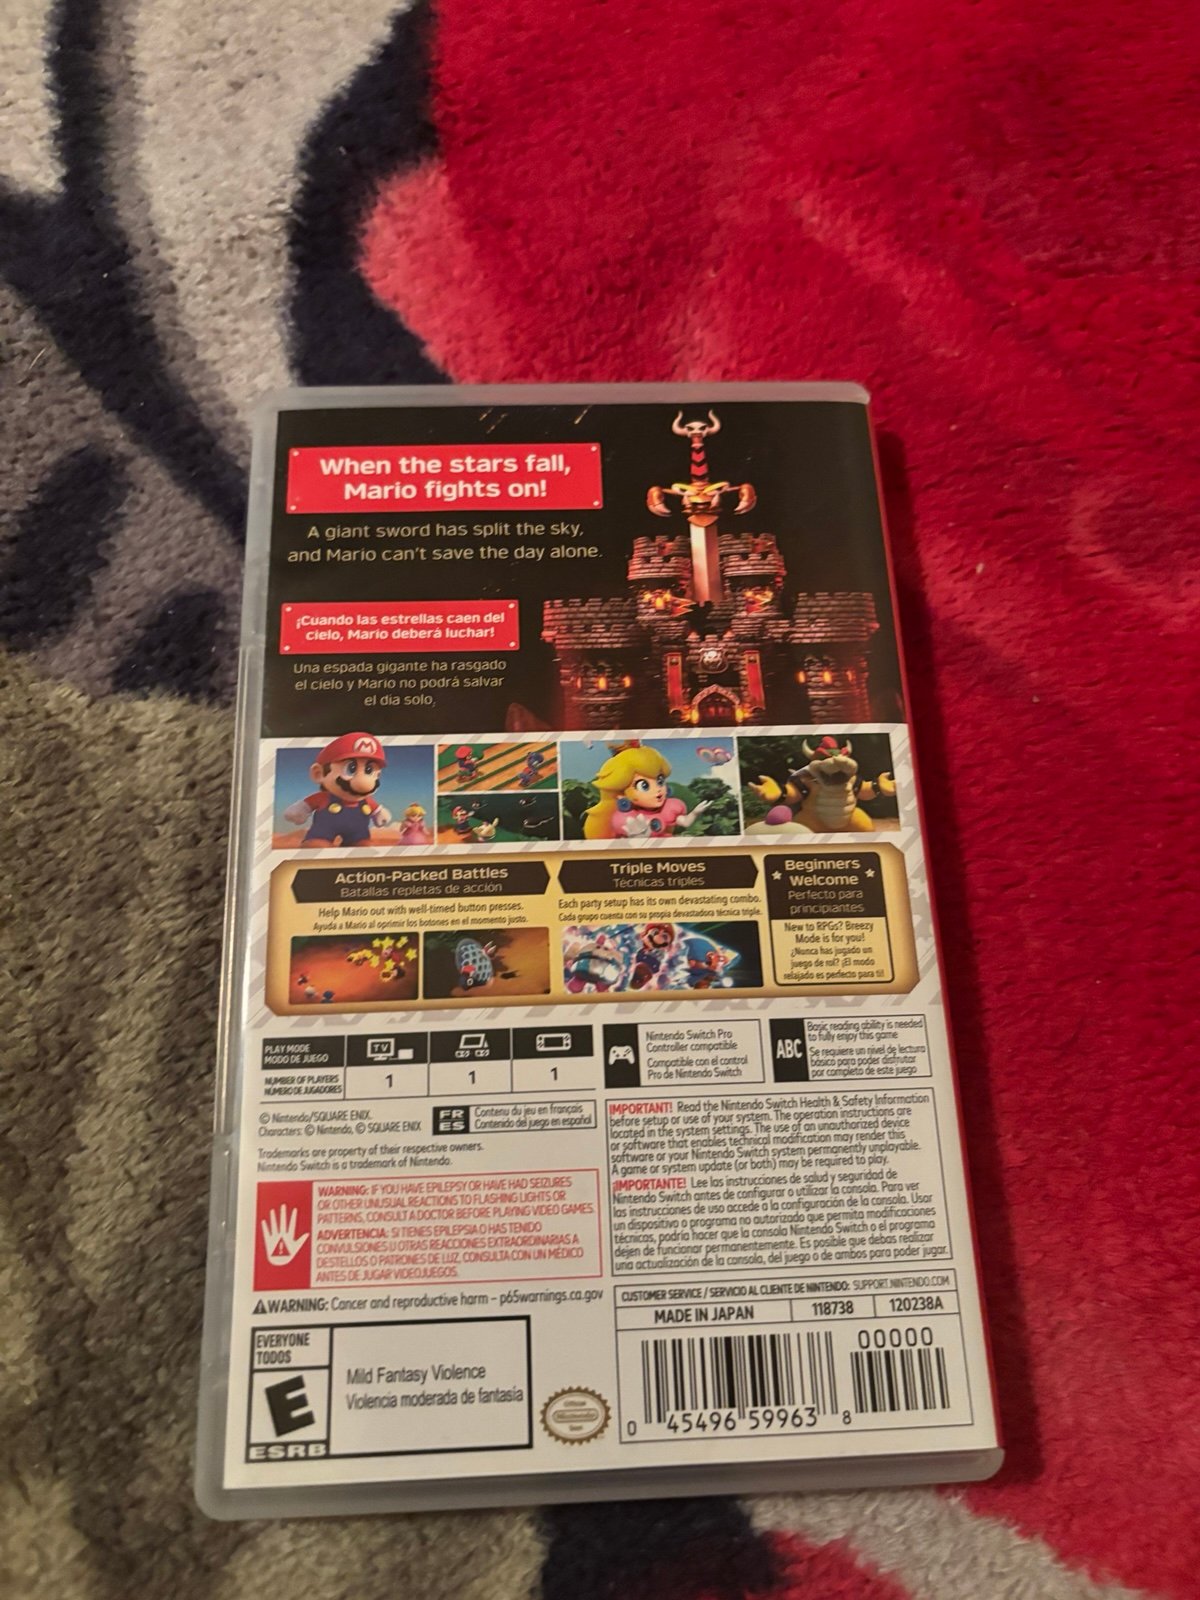 When the stars fall,
Mario fights on!
A giant sword has split the sky,
and Mario can't save the day alone.
¡Cuando las estrellas caen del
cielo, Mario deberá luchar!
Una espada gigante ha rasgado
el cielo y Mario no podrá salvar
el día solo.
Action-Packed Battles
Batallas repletas de acción
Help Mario out with well-timed button presses.
Ayuda a Mario al oprimir los botones en el momento justo.
Triple Moves
Técnicas triples
Each party setup has its own devastating combo.
Cada grupo cuenta con su propia devastadora técnica triple.
Beginners
Welcome
Perfecto para
principiantes
New to RPGs? Breezy
Mode is for you!
¿Nunca has jugado un
juego de rol? ¡El modo
relajado es perfecto para ti!
PLAY MODE
MODO DE JUEGO
TV
NUMBER OF PLAYERS
NÚMERO DE JUGADORES
1
1
1
Nintendo Switch Pro
Controller compatible
Compatible con el control
Pro de Nintendo Switch
ABC
Basic reading ability is needed
to fully enjoy this game
Se requiere un nivel de lectura
básico para poder disfrutar
por completo de este juego
© Nintendo/SQUARE ENIX.
Characters: © Nintendo, © SQUARE ENIX
FR
ES
Contenu du jeu en français
Contenido del juego en español
Trademarks are property of their respective owners.
Nintendo Switch is a trademark of Nintendo.
WARNING: IF YOU HAVE EPILEPSY OR HAVE HAD SEIZURES
OR OTHER UNUSUAL REACTIONS TO FLASHING LIGHTS OR
PATTERNS, CONSULT A DOCTOR BEFORE PLAYING VIDEO GAMES.
ADVERTENCIA: SI TIENES EPILEPSIA O HAS TENIDO
CONVULSIONES U OTRAS REACCIONES EXTRAORDINARIAS A
DESTELLOS O PATRONES DE LUZ, CONSULTA CON UN MÉDICO
ANTES DE JUGAR VIDEOJUEGOS.
WARNING: Cancer and reproductive harm – p65warnings.ca.gov
IMPORTANT! Read the Nintendo Switch Health & Safety Information
before setup or use of your system. The operation instructions are
located in the system settings. The use of an unauthorized device
or software that enables technical modification may render this
software or your Nintendo Switch system permanently unplayable.
A game or system update (or both) may be required to play.
¡IMPORTANTE! Lee las instrucciones de salud y seguridad de
Nintendo Switch antes de configurar o utilizar la consola. Para ver
las instrucciones de uso accede a la configuración de la consola. Usar
un dispositivo o programa no autorizado que permita modificaciones
técnicas, podría hacer que la consola Nintendo Switch o el programa
dejen de funcionar permanentemente. Es posible que debas realizar
una actualización de la consola, del juego o de ambos para poder jugar.
CUSTOMER SERVICE / SERVICIO AL CLIENTE DE NINTENDO: SUPPORT.NINTENDO.COM
MADE IN JAPAN
118738
120238A
EVERYONE
TODOS
E
ESRB
Mild Fantasy Violence
Violencia moderada de fantasía
Nintendo
00000
0 45496 59963 8